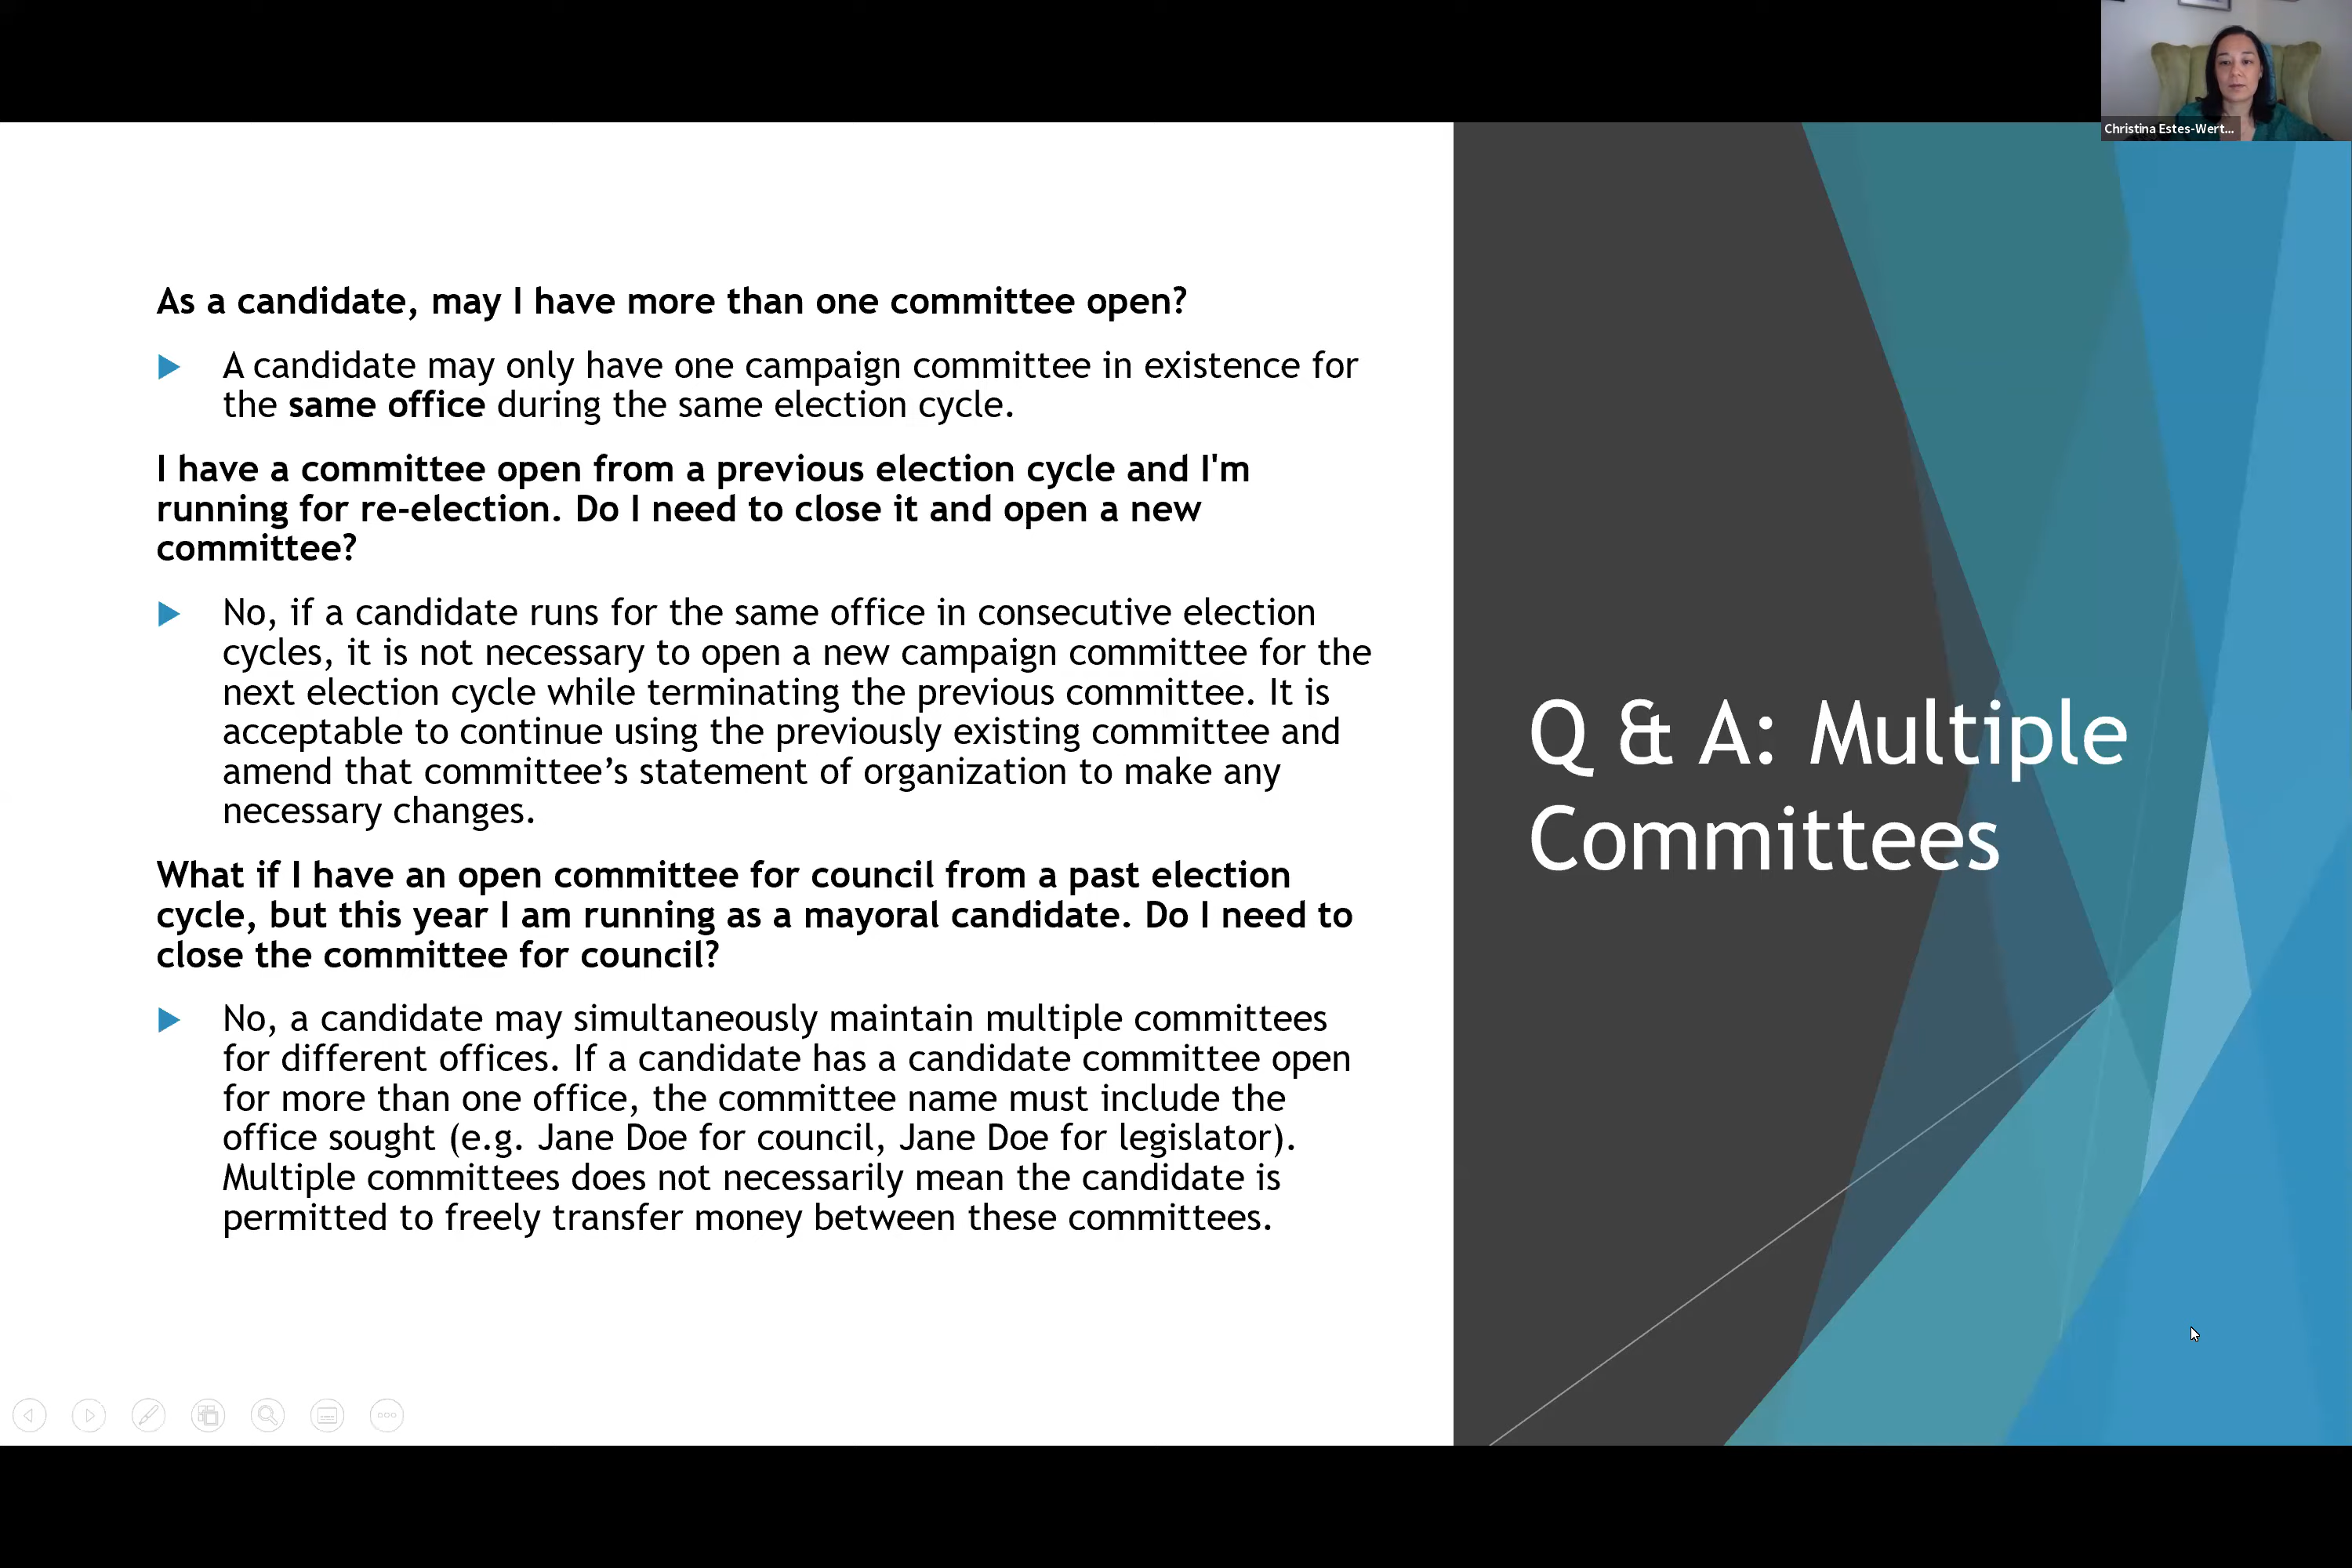 Christina Estes-Wert...
As a candidate, may I have more than one committee open?
A candidate may only have one campaign committee in existence for
the same office during the same election cycle.
I have a committee open from a previous election cycle and I'm
running for re-election. Do I need to close it and open a new
committee?
No, if a candidate runs for the same office in consecutive election
cycles, it is not necessary to open a new campaign committee for the
next election cycle while terminating the previous committee. It is
acceptable to continue using the previously existing committee and
amend that committee’s statement of organization to make any
necessary changes.
What if I have an open committee for council from a past election
cycle, but this year I am running as a mayoral candidate. Do I need to
close the committee for council?
No, a candidate may simultaneously maintain multiple committees
for different offices. If a candidate has a candidate committee open
for more than one office, the committee name must include the
office sought (e.g. Jane Doe for council, Jane Doe for legislator).
Multiple committees does not necessarily mean the candidate is
permitted to freely transfer money between these committees.
Q & A: Multiple
Committees